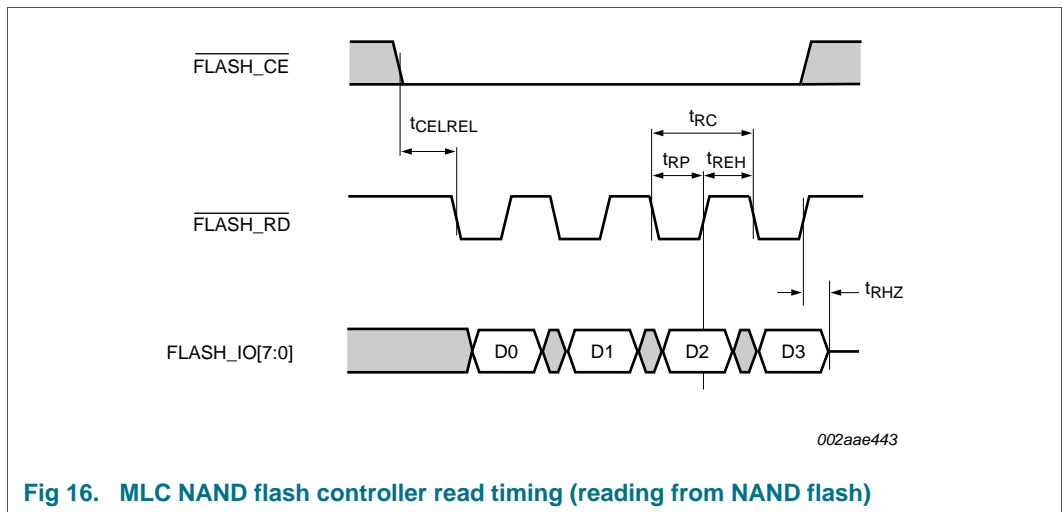 FLASH_CE
tCELREL
tRC
tRP
tREH
FLASH_RD
tRHZ
FLASH_IO[7:0]
D0
D1
D2
D3
002aae443
Fig 16. MLC NAND flash controller read timing (reading from NAND flash)